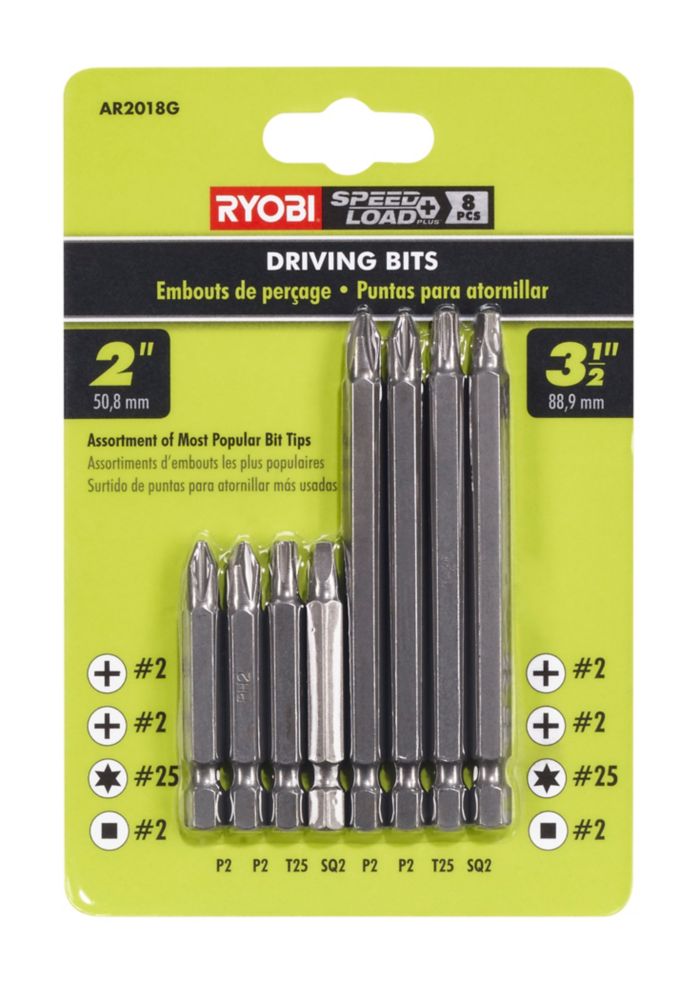 AR2018G
RYOBI SPEED LOAD+ PLUS 8 PCS
DRIVING BITS
Embouts de perçage • Puntas para atornillar
2"
50,8 mm
3 1/2"
88,9 mm
Assortment of Most Popular Bit Tips
Assortiments d'embouts les plus populaires
Surtido de puntas para atornillar más usadas
#2
#2
#25
#2
#2
#2
#25
#2
P2 P2 T25 SQ2 P2 P2 T25 SQ2